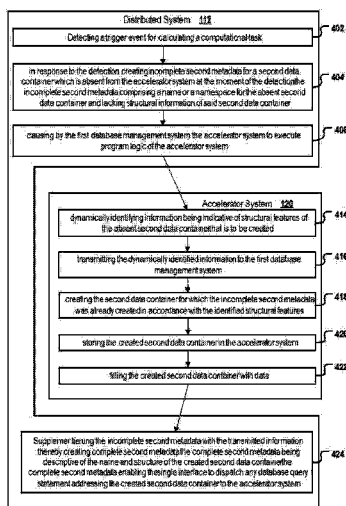 Distributed System 112
Detecting a trigger event for calculating a computational task
402
in response to the detection creating incomplete second metadata for a second data
container which is absent from the accelerator system at the moment of the detection, the
incomplete second metadata comprising a name or a namespace for the absent
second data container and lacking structural information of said second data container
404
causing by the first database management system the accelerator system to execute
program logic of the accelerator system
406
Accelerator System 120
dynamically identifying information being indicative of structural features of
the absent second data container that is to be created
414
transmitting the dynamically identified information to the first database
management system
416
creating the second data container for which the incomplete second metadata
was already created in accordance with the identified structural features
418
storing the created second data container in the accelerator system
420
filling the created second data container with data
422
Supplementing the incomplete second metadata with the transmitted information
thereby creating complete second metadata, the complete second metadata being
descriptive of the name and structure of the created second data container, the
complete second metadata enabling the single interface to dispatch any database query
statement addressing the created second data container to the accelerator system
424